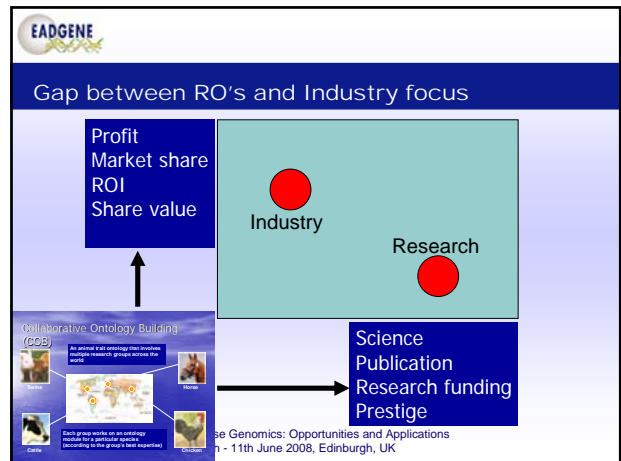 EADGENE
Gap between RO's and Industry focus
Profit
Market share
ROI
Share value
Industry
Research
Collaborative Ontology Building
(COB)
An animal trait ontology that involves
multiple research groups across the
world
Swine
Horse
Each group works on an ontology
module for a particular species
(according to the group's best expertise)
Cattle
Chicken
Science
Publication
Research funding
Prestige
se Genomics: Opportunities and Applications
- 11th June 2008, Edinburgh, UK